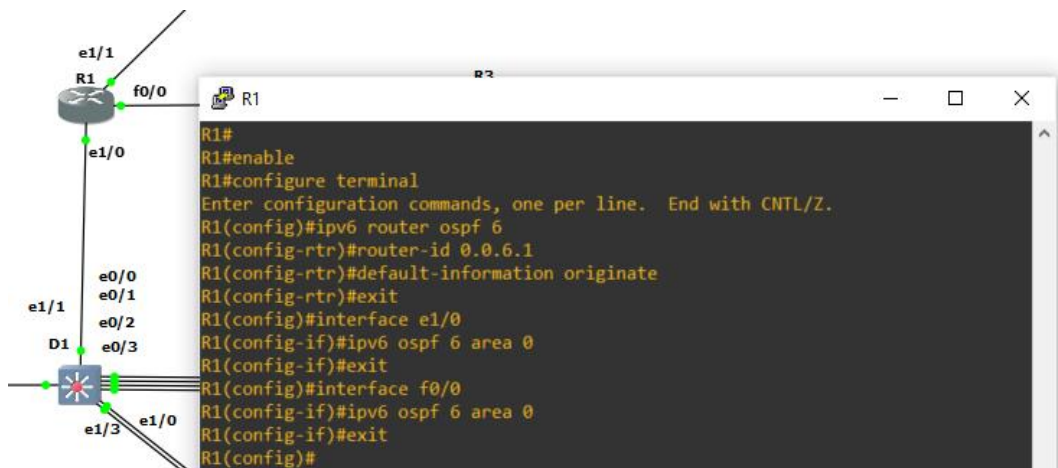 e1/1
R1
f0/0
e1/0
e0/0
e0/1
e1/1
e0/2
D1
e0/3
e1/0
e1/3
R3
R1
R1#
R1#enable
R1#configure terminal
Enter configuration commands, one per line.  End with CNTL/Z.
R1(config)#ipv6 router ospf 6
R1(config-rtr)#router-id 0.0.6.1
R1(config-rtr)#default-information originate
R1(config-rtr)#exit
R1(config)#interface e1/0
R1(config-if)#ipv6 ospf 6 area 0
R1(config-if)#exit
R1(config)#interface f0/0
R1(config-if)#ipv6 ospf 6 area 0
R1(config-if)#exit
R1(config)#